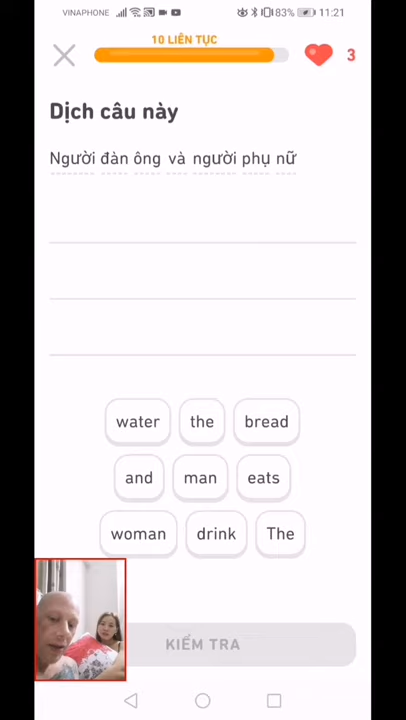 VINAPHONE 83% 11:21
10 LIÊN TỤC
3
Dịch câu này
Người đàn ông và người phụ nữ
water the bread
and man eats
woman drink The
KIỂM TRA